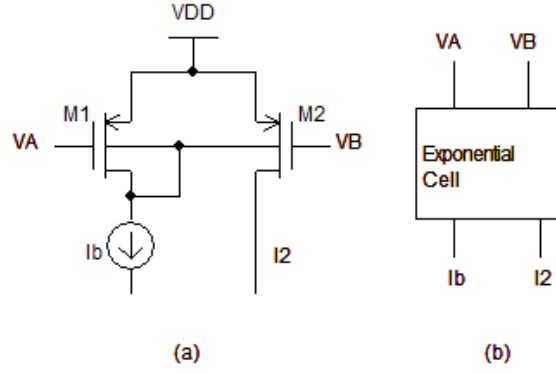 VDD
M1
M2
VA
VB
Ib
I2
(a)
VA
VB
Exponential
Cell
Ib
I2
(b)